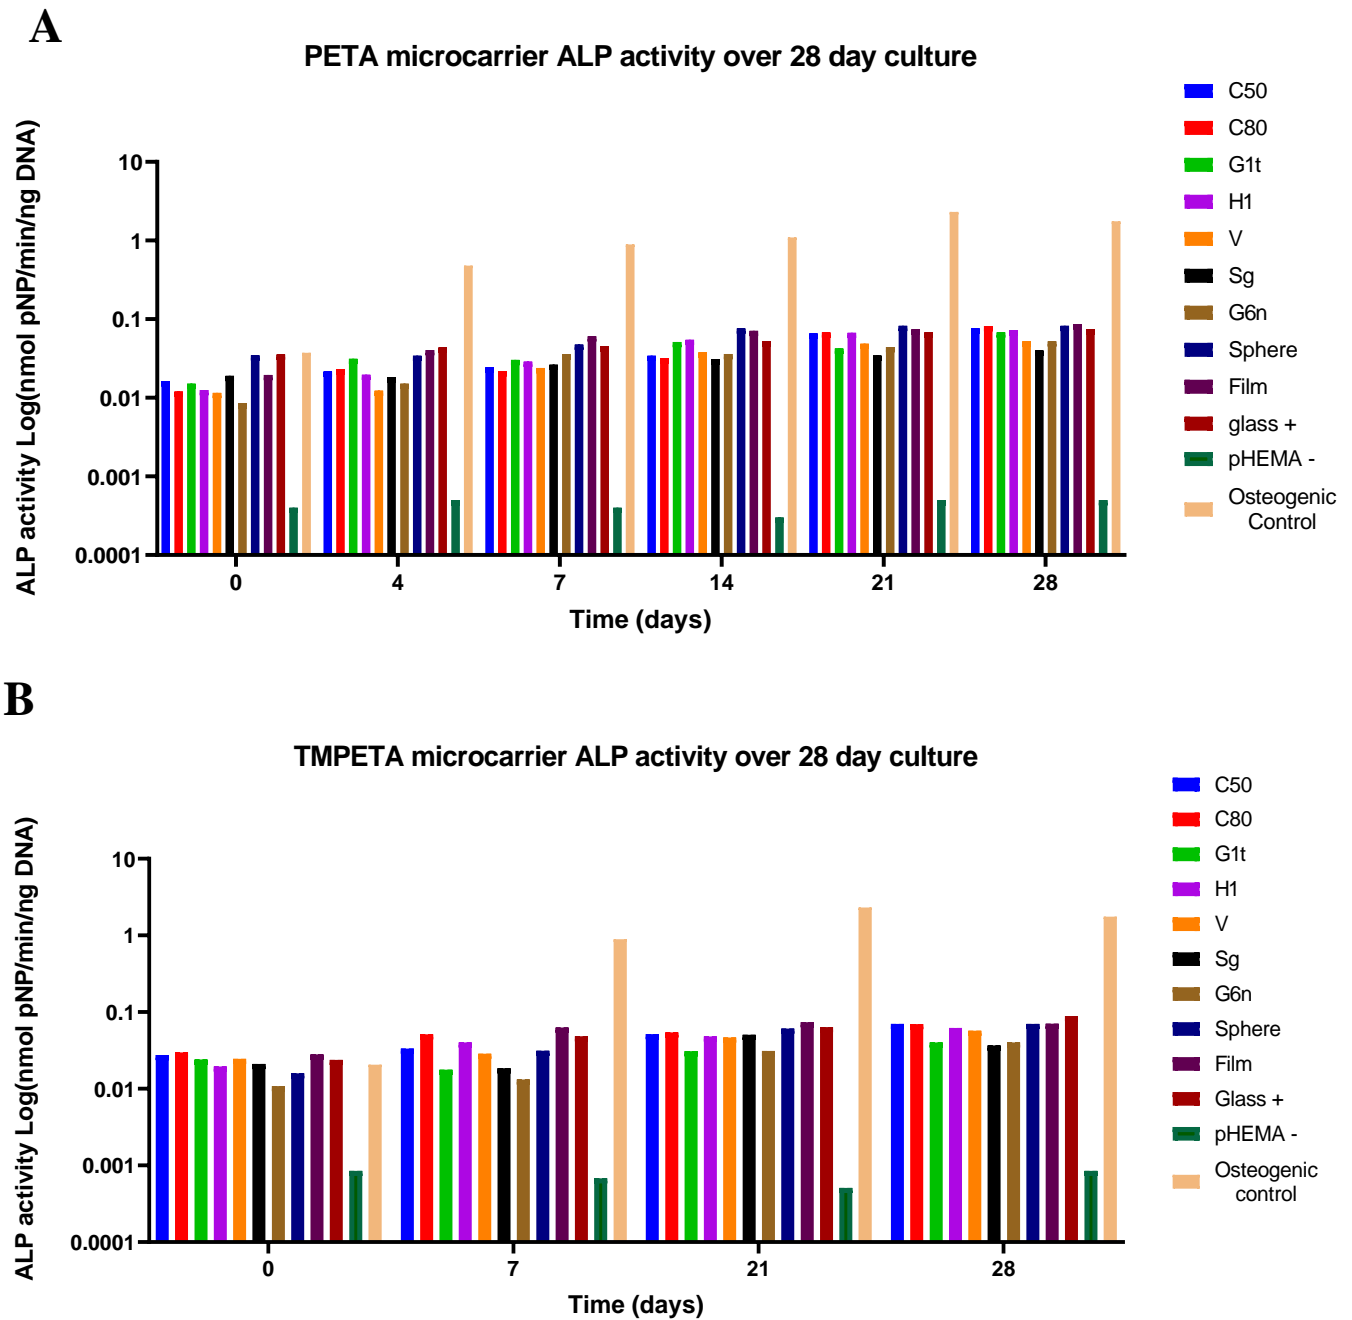 A
PETA microcarrier ALP activity over 28 day culture
ALP activity Log(nmol pNP/min/ng DNA)
10
1
0.1
0.01
0.001
0.0001
0 4 7 14 21 28
Time (days)
C50
C80
G1t
H1
V
Sg
G6n
Sphere
Film
glass +
pHEMA -
Osteogenic
Control
B
TMPETA microcarrier ALP activity over 28 day culture
ALP activity Log(nmol pNP/min/ng DNA)
10
1
0.1
0.01
0.001
0.0001
0 7 21 28
Time (days)
C50
C80
G1t
H1
V
Sg
G6n
Sphere
Film
Glass +
pHEMA -
Osteogenic
control